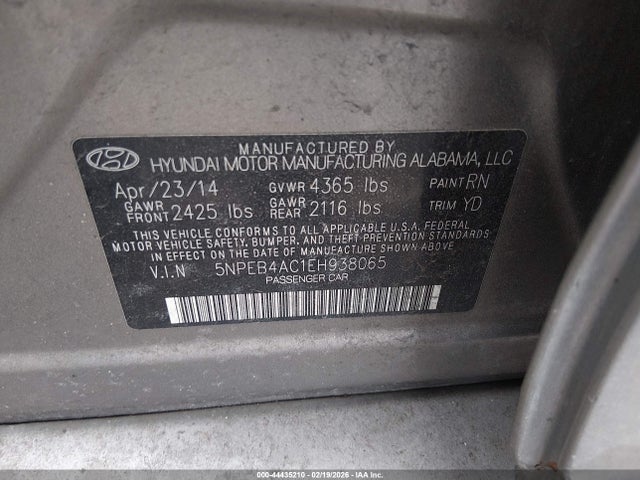 MANUFACTURED BY
HYUNDAI MOTOR MANUFACTURING ALABAMA, LLC
Apr/23/14 GVWR 4365 lbs PAINT RN
GAWR FRONT 2425 lbs GAWR REAR 2116 lbs TRIM YD
THIS VEHICLE CONFORMS TO ALL APPLICABLE U.S.A. FEDERAL
MOTOR VEHICLE SAFETY, BUMPER, AND THEFT PREVENTION
STANDARDS IN EFFECT ON THE DATE OF MANUFACTURE SHOWN ABOVE.
V.I.N 5NPEB4AC1EH938065
PASSENGER CAR
000-44435210 - 02/19/2026 - IAA Inc.